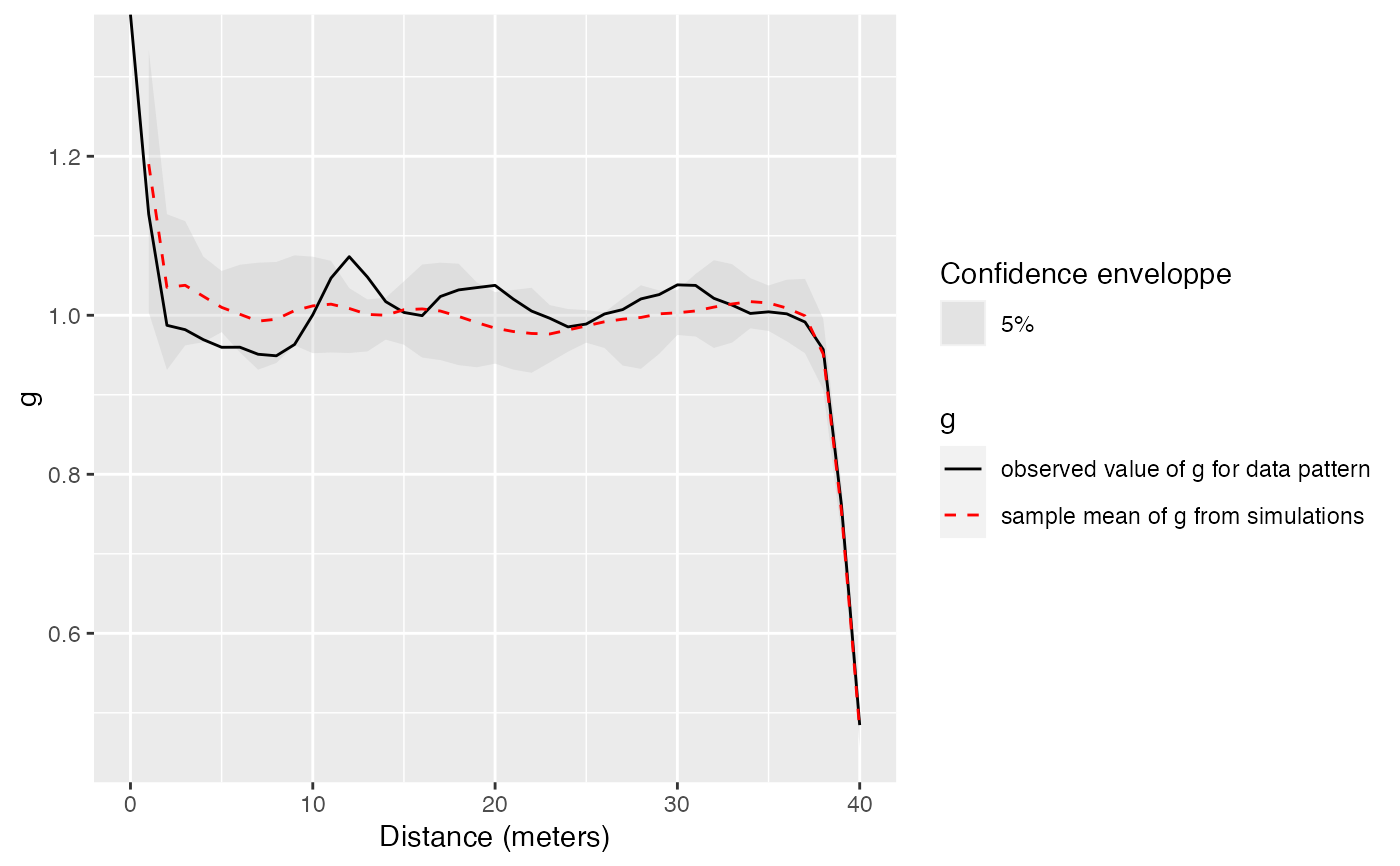 1.2
1.0
0.8
0.6
g
0 10 20 30 40
Distance (meters)
Confidence enveloppe
5%
g
observed value of g for data pattern
sample mean of g from simulations